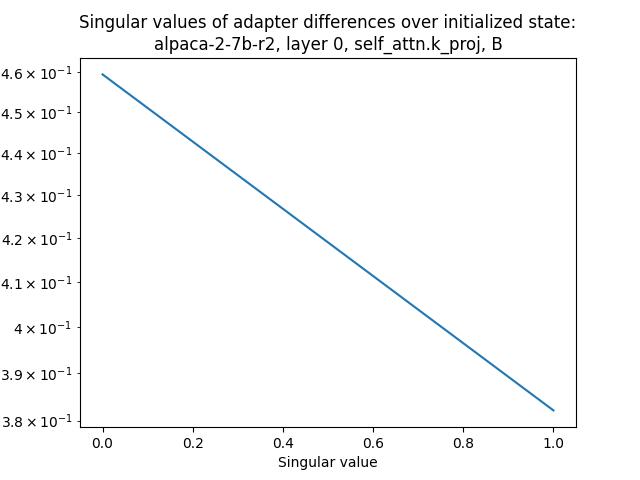 Singular values of adapter differences over initialized state:
alpaca-2-7b-r2, layer 0, self_attn.k_proj, B
4.6 × 10⁻¹
4.5 × 10⁻¹
4.4 × 10⁻¹
4.3 × 10⁻¹
4.2 × 10⁻¹
4.1 × 10⁻¹
4 × 10⁻¹
3.9 × 10⁻¹
3.8 × 10⁻¹
0.0 0.2 0.4 0.6 0.8 1.0
Singular value